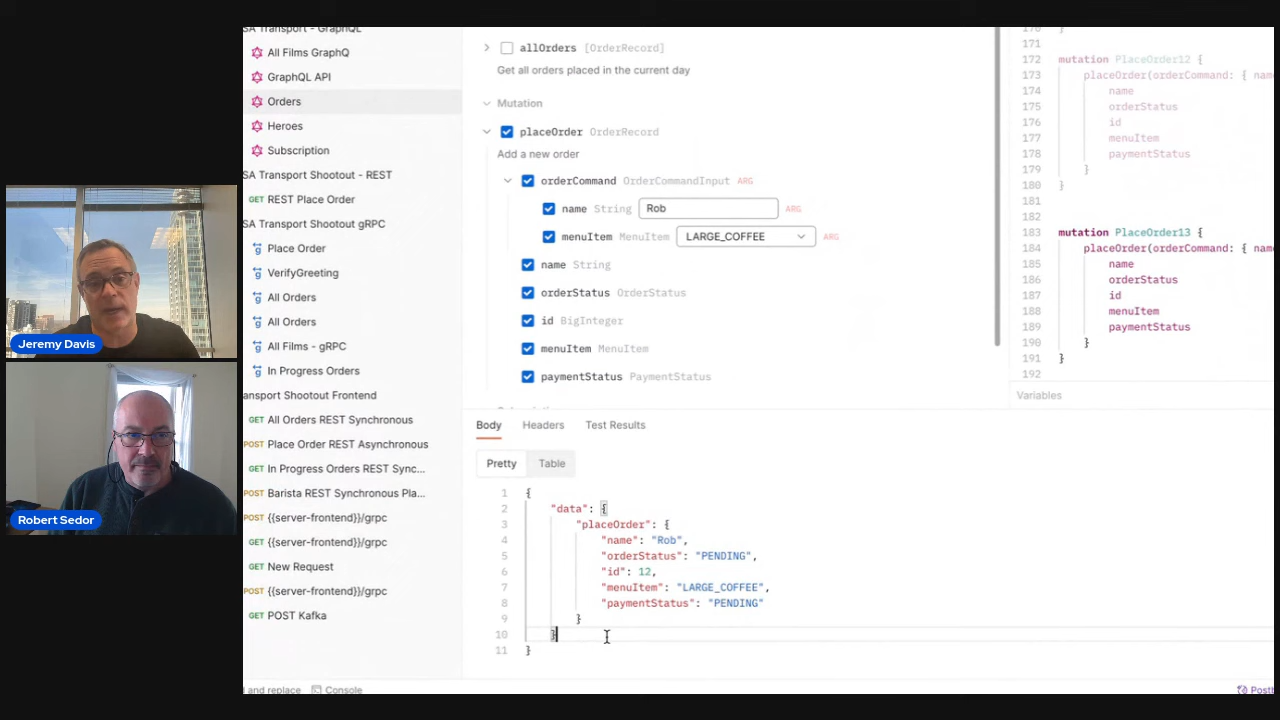 SA Transport - GraphQL
All Films GraphQ
GraphQL API
Orders
Heroes
Subscription
SA Transport Shootout - REST
GET REST Place Order
SA Transport Shootout gRPC
Place Order
VerifyGreeting
All Orders
All Orders
All Films - gRPC
In Progress Orders
ansport Shootout Frontend
GET All Orders REST Synchronous
POST Place Order REST Asynchronous
GET In Progress Orders REST Sync...
POST Barista REST Synchronous Pla...
POST {{server-frontend}}/grpc
GET {{server-frontend}}/grpc
GET New Request
POST {{server-frontend}}/grpc
GET POST Kafka
d and replace Console
Jeremy Davis
Robert Sedor
allOrders [OrderRecord]
Get all orders placed in the current day
Mutation
placeOrder OrderRecord
Add a new order
orderCommand OrderCommandInput ARG
name String Rob ARG
menuItem MenuItem LARGE_COFFEE ARG
name String
orderStatus OrderStatus
id BigInteger
menuItem MenuItem
paymentStatus PaymentStatus
170 }
171
172 mutation PlaceOrder12 {
173 placeOrder(orderCommand: { name
174 name
175 orderStatus
176 id
177 menuItem
178 paymentStatus
179 }
180 }
181
182
183 mutation PlaceOrder13 {
184 placeOrder(orderCommand: { name
185 name
186 orderStatus
187 id
188 menuItem
189 paymentStatus
190 }
191 }
192
Variables
Body Headers Test Results
Pretty Table
1 {
2 "data": {
3 "placeOrder": {
4 "name": "Rob",
5 "orderStatus": "PENDING",
6 "id": 12,
7 "menuItem": "LARGE_COFFEE",
8 "paymentStatus": "PENDING"
9 }
10 }
11 }